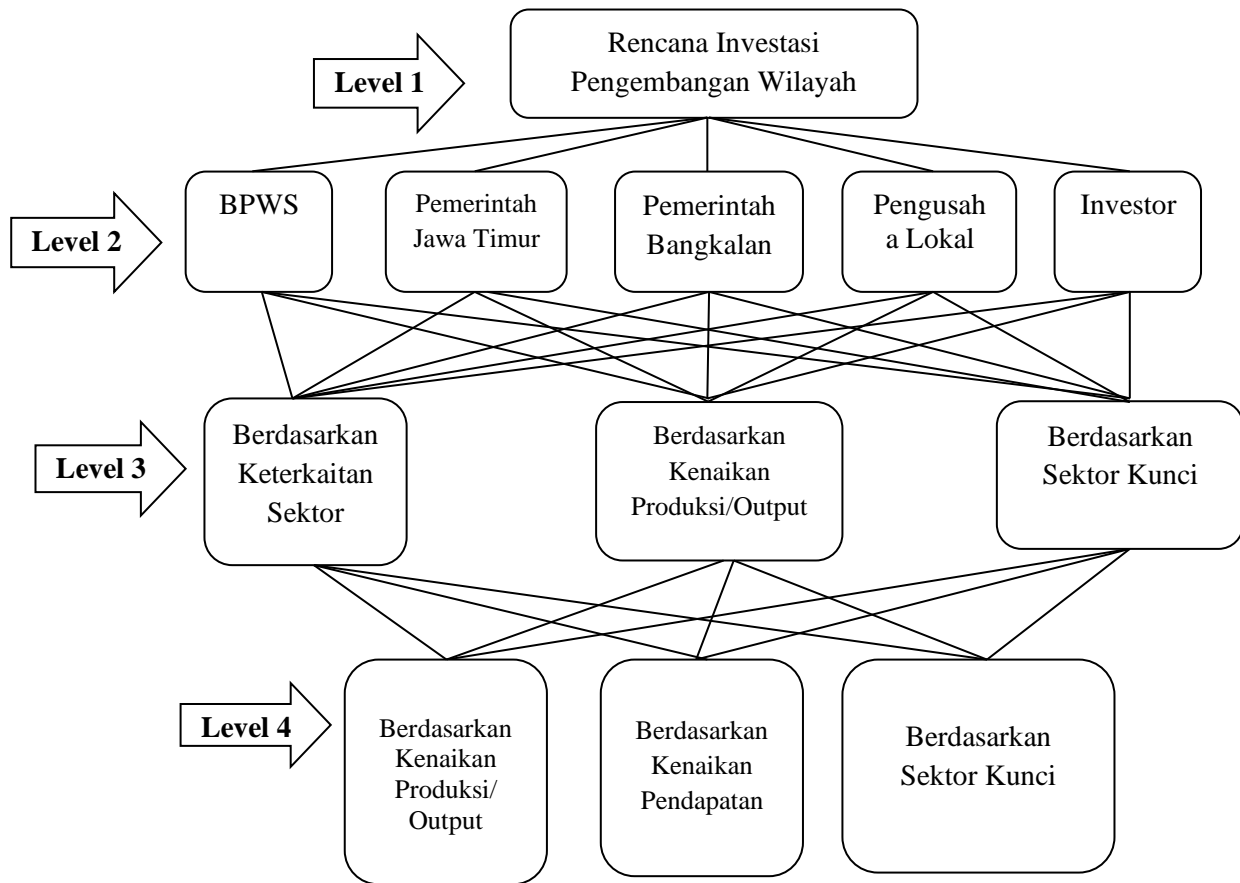 Rencana Investasi
Pengembangan Wilayah
Level 1
BPWS
Pemerintah
Jawa Timur
Pemerintah
Bangkalan
Pengusah
a Lokal
Investor
Level 2
Berdasarkan
Keterkaitan
Sektor
Berdasarkan
Kenaikan
Produksi/Output
Berdasarkan
Sektor Kunci
Level 3
Berdasarkan
Kenaikan
Produksi/
Output
Berdasarkan
Kenaikan
Pendapatan
Berdasarkan
Sektor Kunci
Level 4